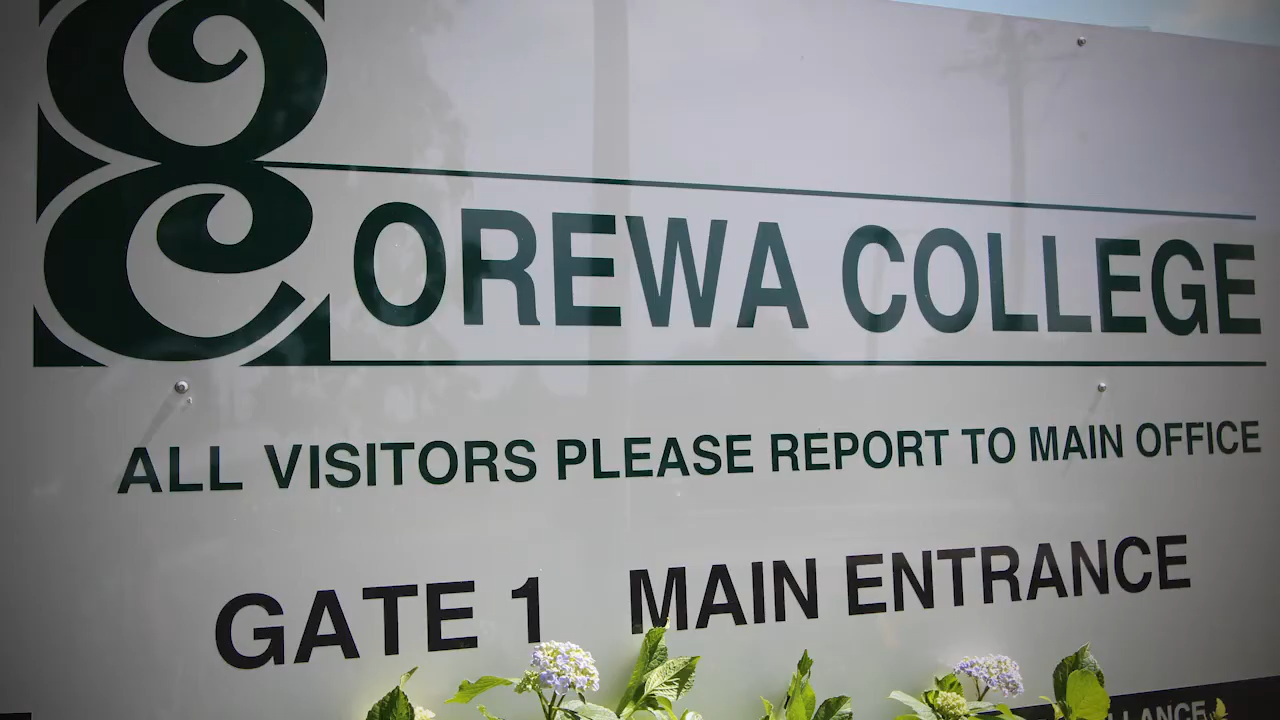 OREWA COLLEGE
ALL VISITORS PLEASE REPORT TO MAIN OFFICE
GATE 1 MAIN ENTRANCE